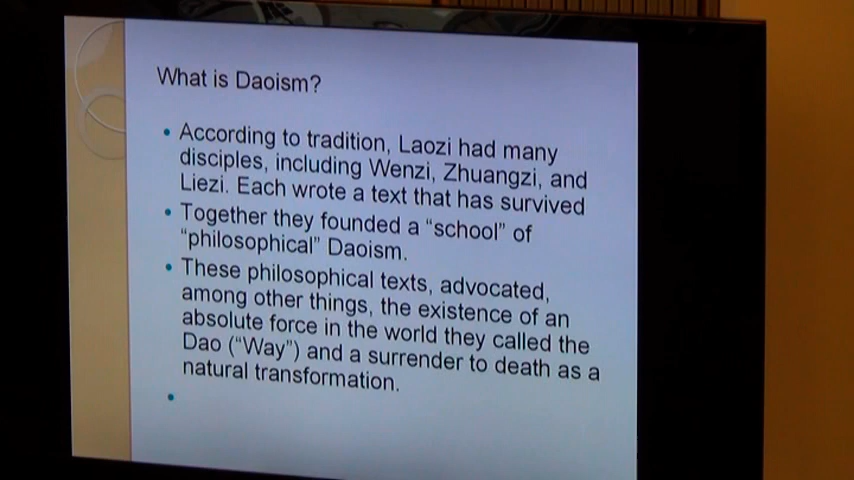 What is Daoism?
• According to tradition, Laozi had many
disciples, including Wenzi, Zhuangzi, and
Liezi. Each wrote a text that has survived
• Together they founded a “school” of
“philosophical” Daoism.
• These philosophical texts, advocated,
among other things, the existence of an
absolute force in the world they called the
Dao (“Way”) and a surrender to death as a
natural transformation.
•